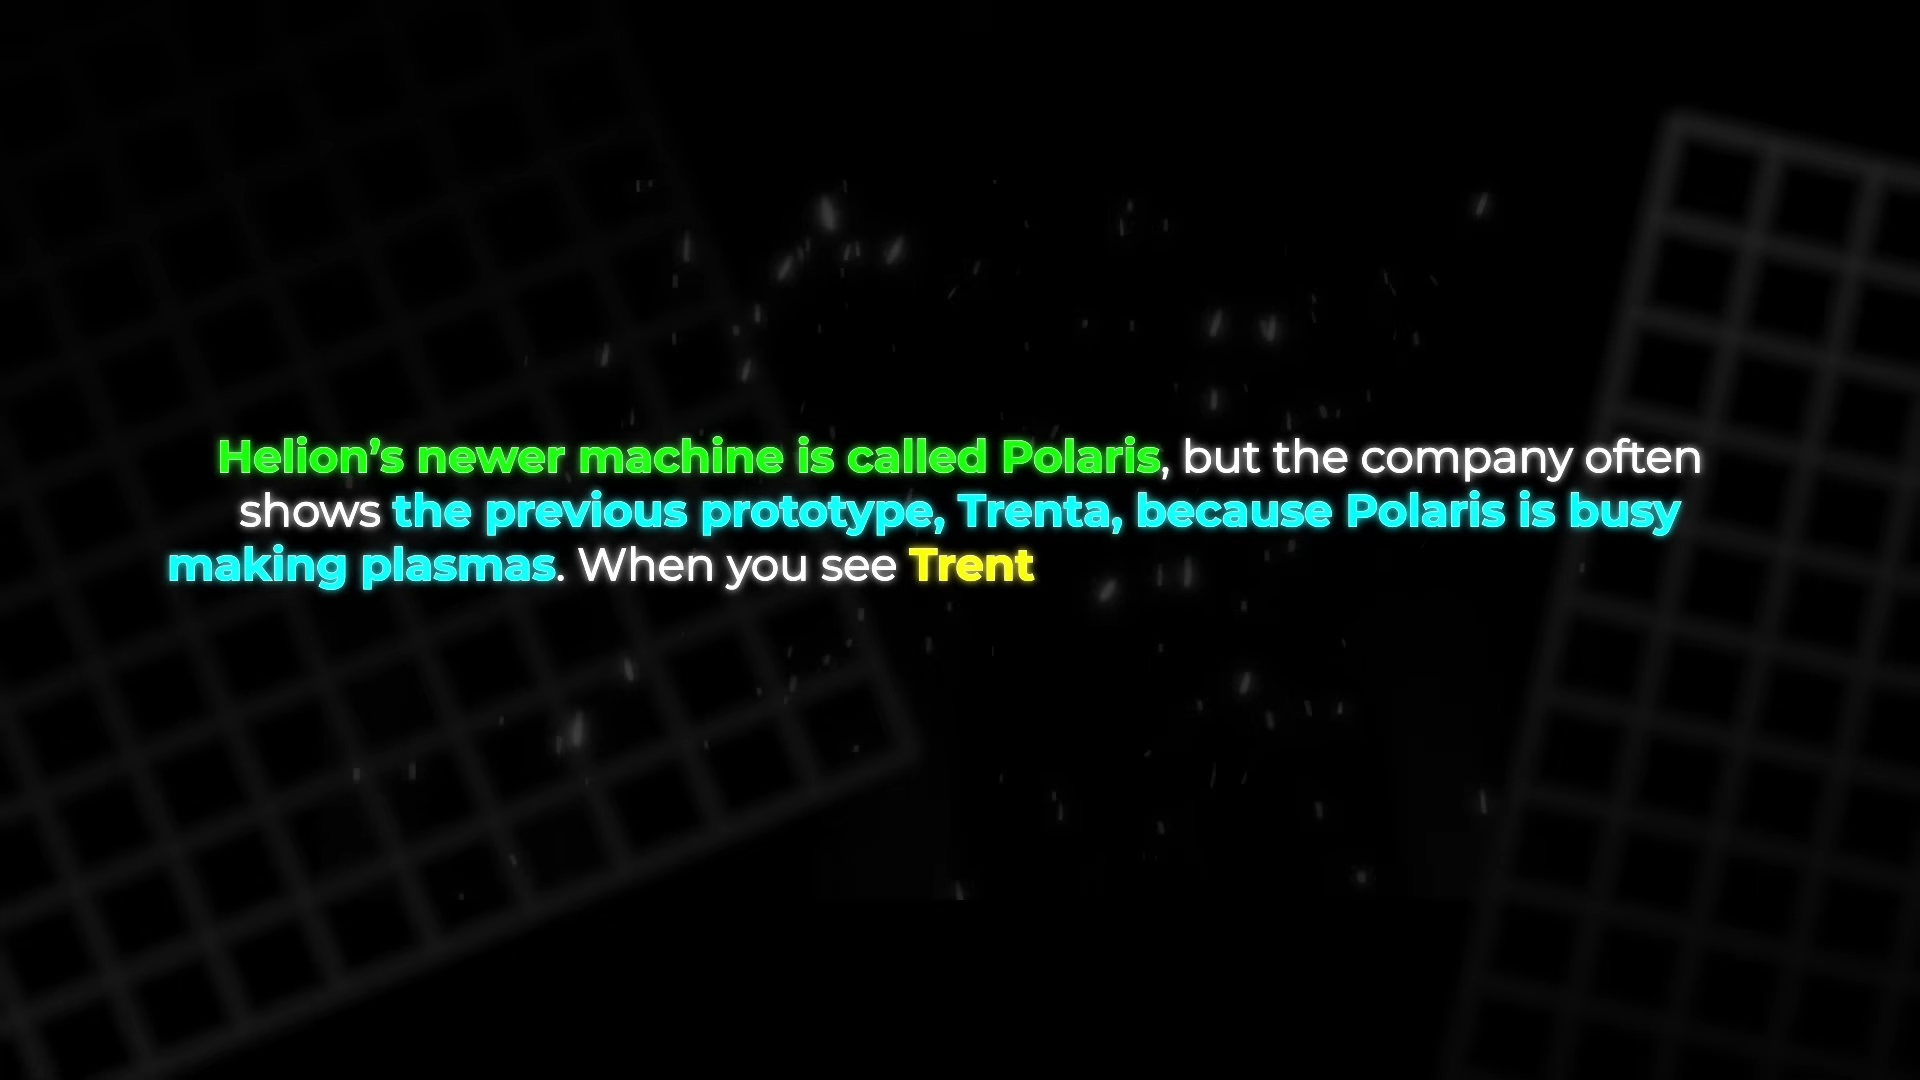 Helion’s newer machine is called Polaris, but the company often
shows the previous prototype, Trenta, because Polaris is busy
making plasmas. When you see Trent